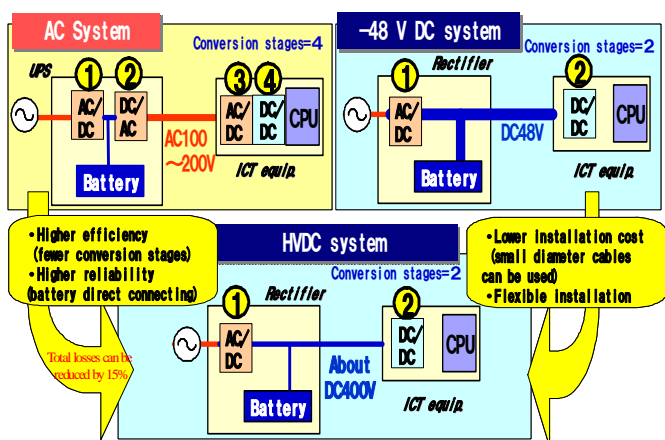 AC System
Conversion stages=4
UPS
1
2
3
4
AC/
DC
DC/
AC
AC/
DC
DC/
DC
CPU
AC100
～200V
Battery
ICT equip.
-48 V DC system
Conversion stages=2
Rectifier
1
2
AC/
DC
DC/
DC
CPU
DC48V
Battery
ICT equip.
•Higher efficiency
(fewer conversion stages)
•Higher reliability
(battery direct connecting)
•Lower installation cost
(small diameter cables
can be used)
•Flexible installation
HVDC system
Conversion stages=2
Rectifier
1
2
AC/
DC
DC/
DC
CPU
About
DC400V
Battery
ICT equip.
Total losses can be
reduced by 15%